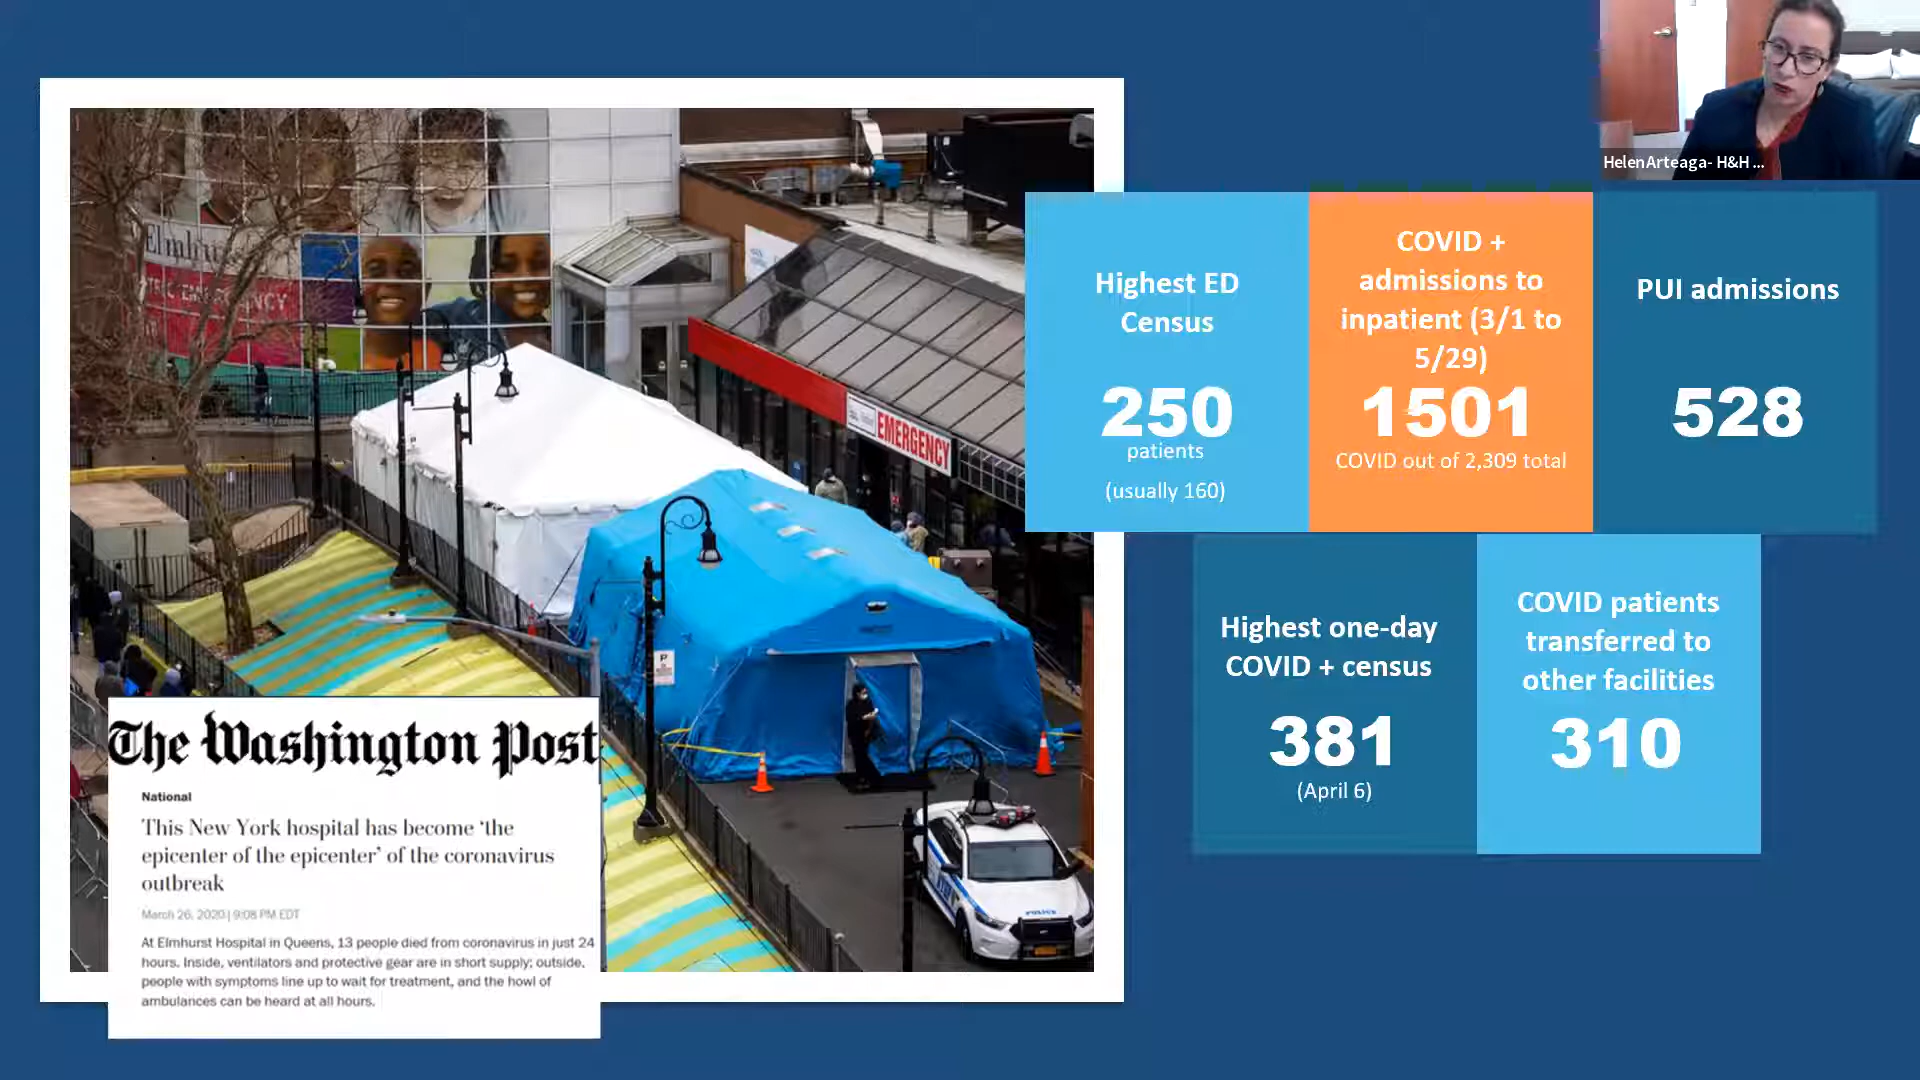 HelenArteaga- H&H ...
Elmhurst
EMERGENCY
P
POLICE
The Washington Post
National
This New York hospital has become ‘the
epicenter of the epicenter’ of the coronavirus
outbreak
March 26, 2020 | 9:08 PM EDT
At Elmhurst Hospital in Queens, 13 people died from coronavirus in just 24
hours. Inside, ventilators and protective gear are in short supply; outside,
people with symptoms line up to wait for treatment, and the howl of
ambulances can be heard at all hours.
Highest ED
Census
250
patients
(usually 160)
COVID +
admissions to
inpatient (3/1 to
5/29)
1501
COVID out of 2,309 total
PUI admissions
528
Highest one-day
COVID + census
381
(April 6)
COVID patients
transferred to
other facilities
310